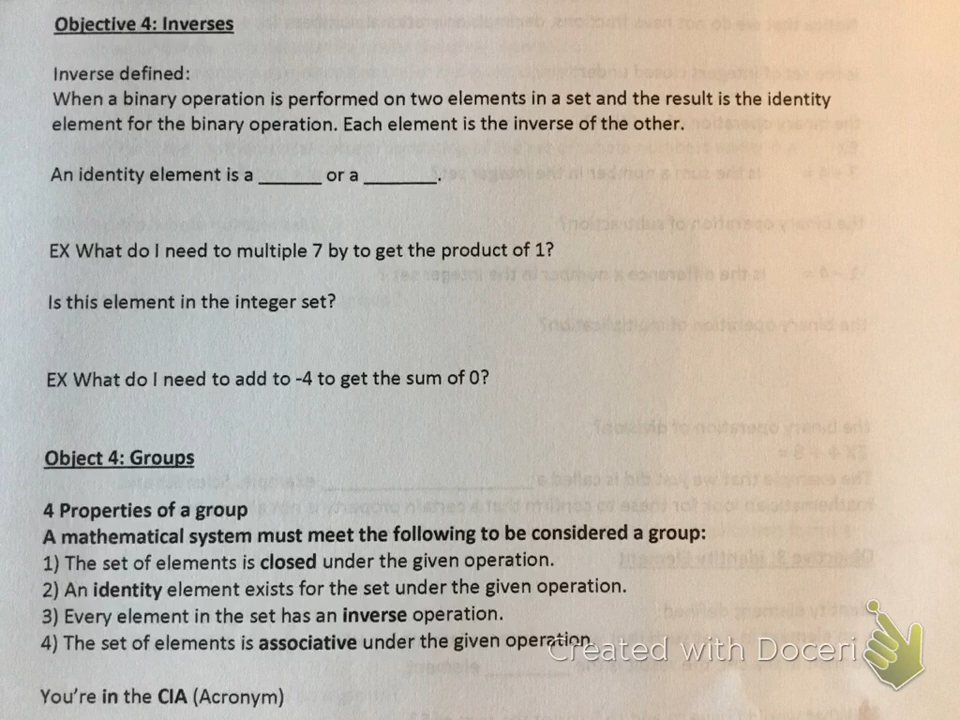 Objective 4: Inverses
Inverse defined:
When a binary operation is performed on two elements in a set and the result is the identity
element for the binary operation. Each element is the inverse of the other.
An identity element is a ______ or a ________.
EX What do I need to multiple 7 by to get the product of 1?
Is this element in the integer set?
EX What do I need to add to -4 to get the sum of 0?
Object 4: Groups
4 Properties of a group
A mathematical system must meet the following to be considered a group:
1) The set of elements is closed under the given operation.
2) An identity element exists for the set under the given operation.
3) Every element in the set has an inverse operation.
4) The set of elements is associative under the given operation
Created with Doceri
You're in the CIA (Acronym)